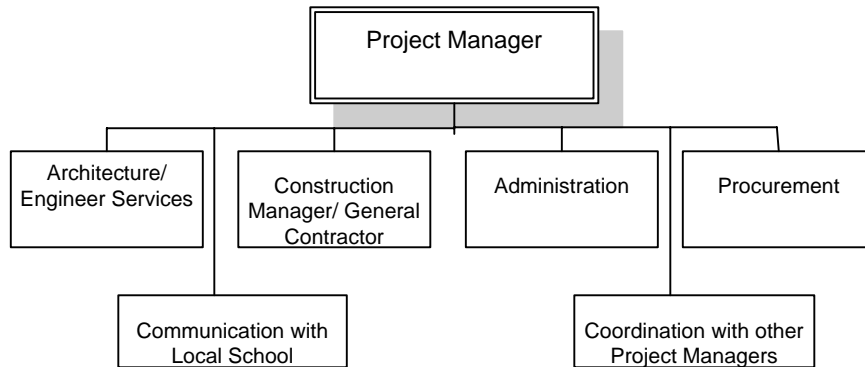 Project Manager
Architecture/
Engineer Services
Construction
Manager/ General
Contractor
Administration
Procurement
Communication with
Local School
Coordination with other
Project Managers